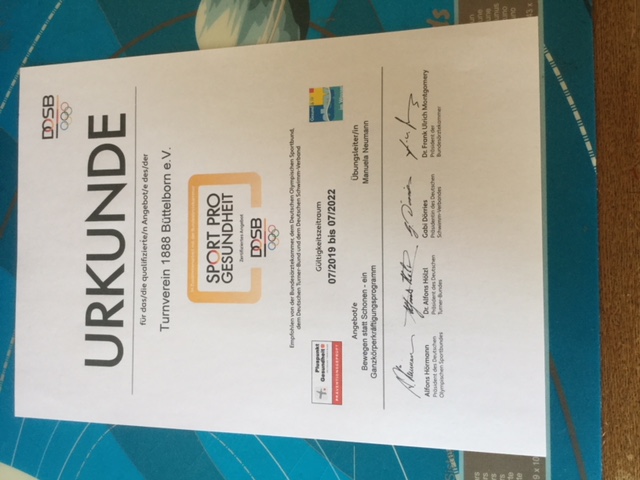 DOSB
URKUNDE
für das/die qualifizierte/n Angebot/e des/der
Turnverein 1888 Büttelborn e.V.
SPORT PRO
GESUNDHEIT
Zertifiziertes Angebot
DOSB
Empfohlen von der Bundesärztekammer, dem Deutschen Olympischen Sportbund,
dem Deutschen Turner-Bund und dem Deutschen Schwimm-Verband
Pluspunkt
Gesundheit
Gültigkeitszeitraum
07/2019 bis 07/2022
Angebot/e
Bewegen statt Schonen - ein
Ganzkörperkräftigungsprogramm
Übungsleiter/in
Manuela Neumann
Alfons Hörmann
Präsident des Deutschen
Olympischen Sportbundes
Dr. Alfons Hölzl
Präsident des Deutschen
Turner-Bundes
Gabi Dörries
Präsidentin des Deutschen
Schwimm-Verbandes
Dr. Frank Ulrich Montgomery
Präsident der
Bundesärztekammer